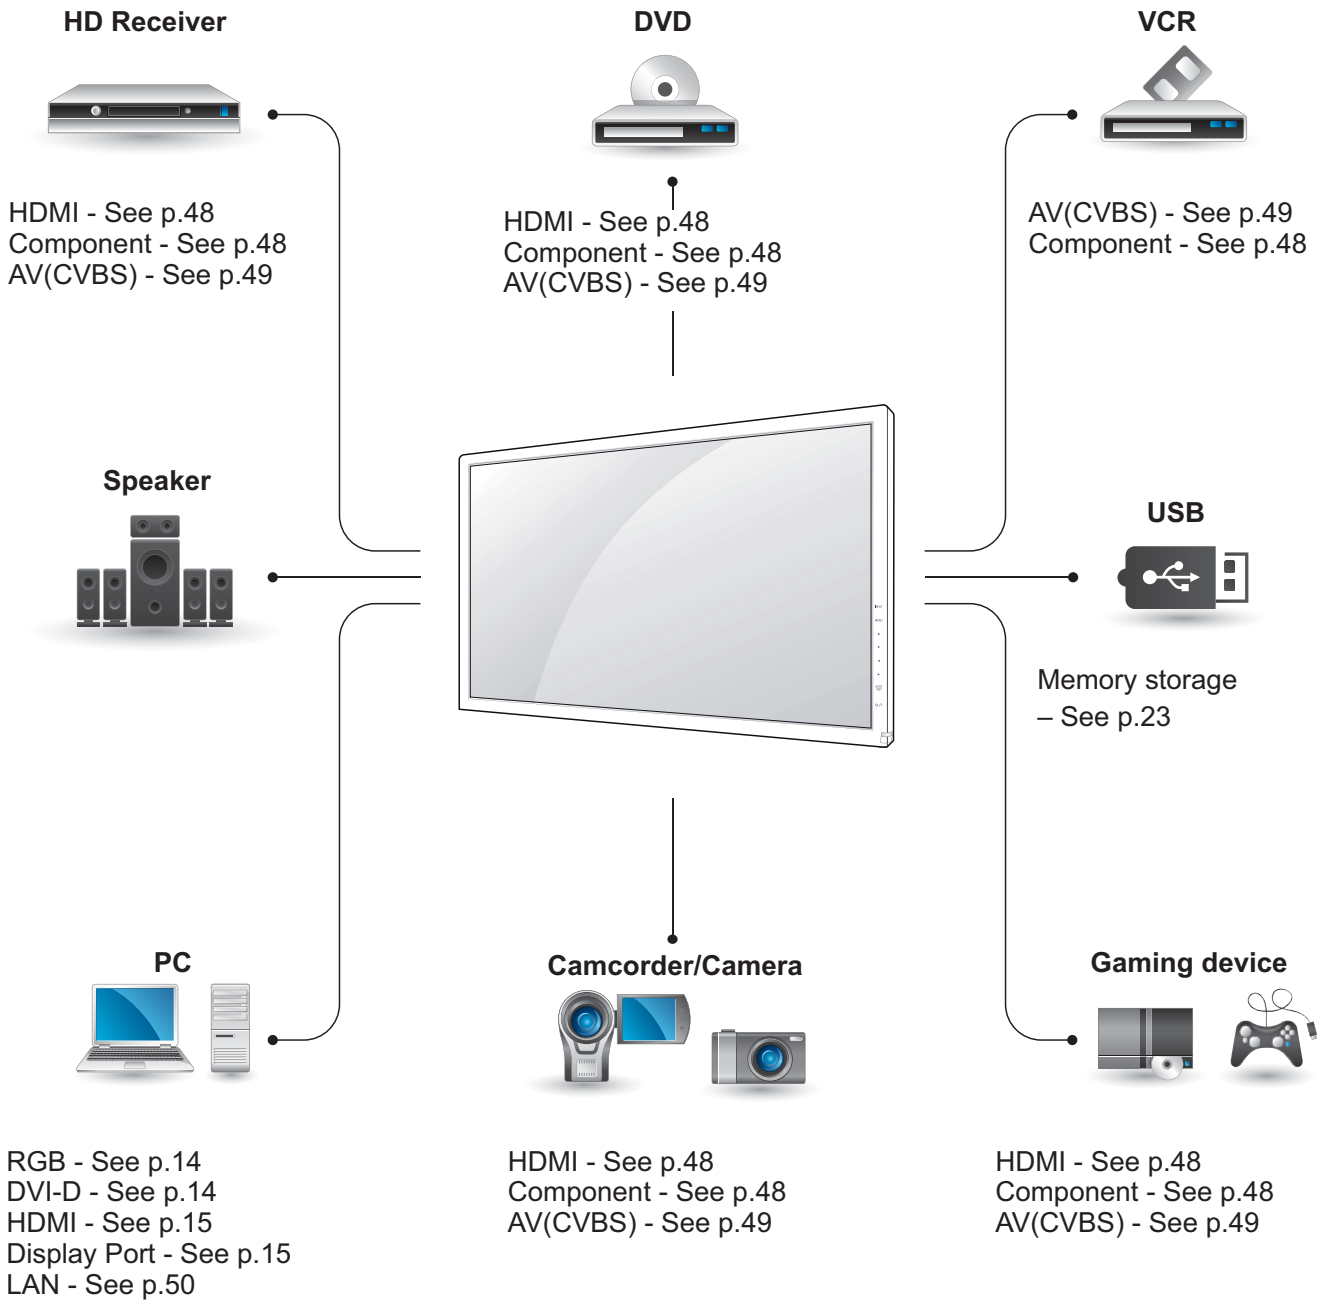 HD Receiver
HDMI - See p.48
Component - See p.48
AV(CVBS) - See p.49
DVD
HDMI - See p.48
Component - See p.48
AV(CVBS) - See p.49
VCR
AV(CVBS) - See p.49
Component - See p.48
Speaker
USB
Memory storage
– See p.23
MENU
PC
RGB - See p.14
DVI-D - See p.14
HDMI - See p.15
Display Port - See p.15
LAN - See p.50
Camcorder/Camera
HDMI - See p.48
Component - See p.48
AV(CVBS) - See p.49
Gaming device
HDMI - See p.48
Component - See p.48
AV(CVBS) - See p.49